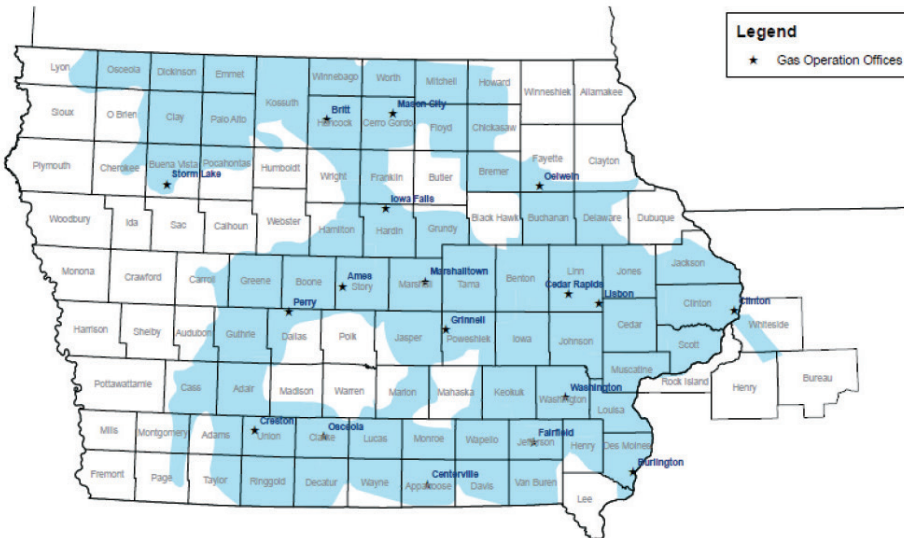 Legend
★ Gas Operation Offices
Lyon
Osceola
Dickinson
Emmet
Kossuth
Winnebago
Worth
Mitchell
Howard
Winneshiek
Allamakee
Sioux
O Brien
Clay
Palo Alto
Britt
Hancock
Mason City
Cerro Gordo
Floyd
Chickasaw
Plymouth
Cherokee
Buena Vista
Storm Lake
Pocahontas
Humboldt
Wright
Franklin
Butler
Bremer
Fayette
Oelwein
Clayton
Woodbury
Ida
Sac
Calhoun
Webster
Hamilton
Iowa Falls
Hardin
Grundy
Black Hawk
Buchanan
Delaware
Dubuque
Monona
Crawford
Carroll
Greene
Boone
Ames
Story
Marshalltown
Marshall
Tama
Benton
Linn
Cedar Rapids
Jones
Lisbon
Jackson
Clinton
Clinton
Whiteside
Harrison
Shelby
Audubon
Guthrie
Perry
Dallas
Polk
Jasper
Grinnell
Poweshiek
Iowa
Johnson
Cedar
Scott
Muscatine
Rock Island
Henry
Bureau
Pottawattamie
Cass
Adair
Madison
Warren
Marion
Mahaska
Keokuk
Washington
Washington
Louisa
Mills
Montgomery
Adams
Creston
Union
Osceola
Clarke
Lucas
Monroe
Wapello
Fairfield
Jefferson
Henry
Des Moines
Burlington
Fremont
Page
Taylor
Ringgold
Decatur
Wayne
Centerville
Appanoose
Davis
Van Buren
Lee